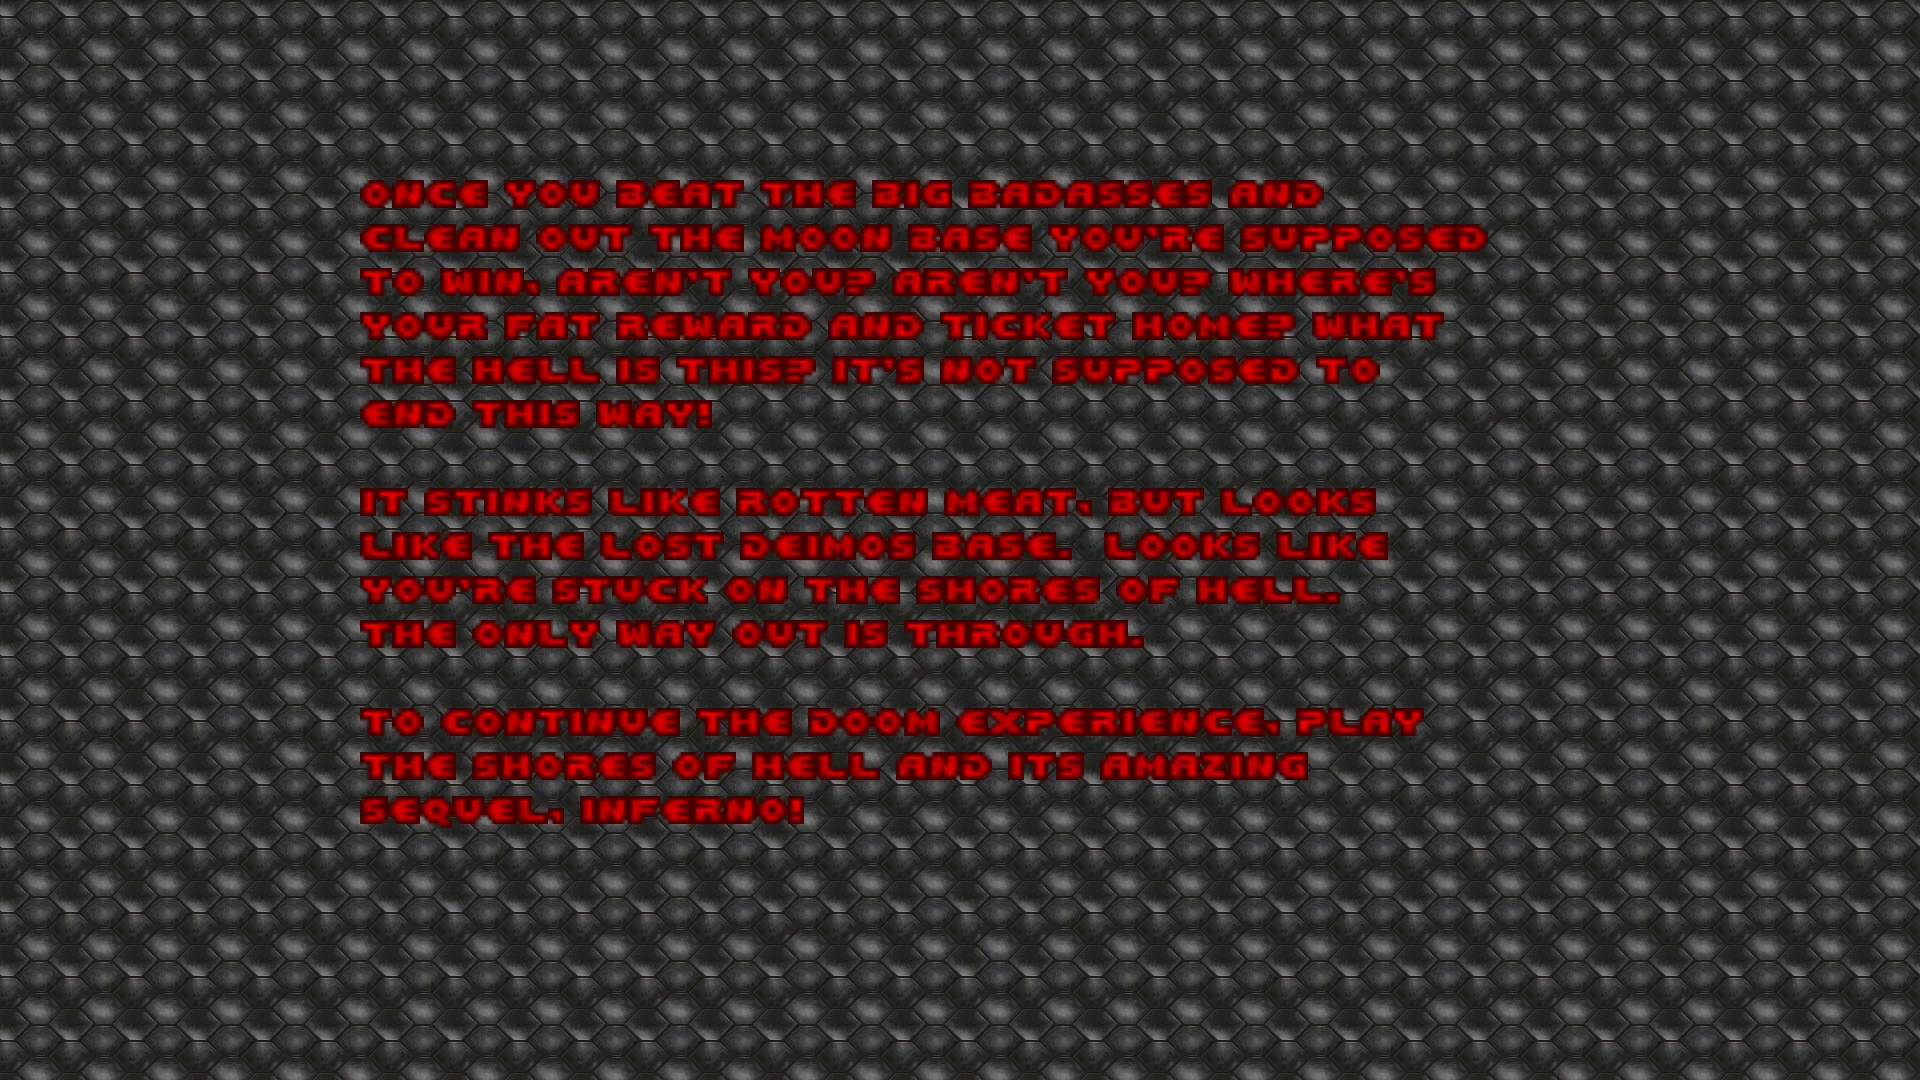 ONCE YOU BEAT THE BIG BADASSES AND
CLEAN OUT THE MOON BASE YOU'RE SUPPOSED
TO WIN, AREN'T YOU? AREN'T YOU? WHERE'S
YOUR FAT REWARD AND TICKET HOME? WHAT
THE HELL IS THIS? IT'S NOT SUPPOSED TO
END THIS WAY!

IT STINKS LIKE ROTTEN MEAT, BUT LOOKS
LIKE THE LOST DEIMOS BASE.  LOOKS LIKE
YOU'RE STUCK ON THE SHORES OF HELL.
THE ONLY WAY OUT IS THROUGH.

TO CONTINUE THE DOOM EXPERIENCE, PLAY
THE SHORES OF HELL AND ITS AMAZING
SEQUEL, INFERNO!